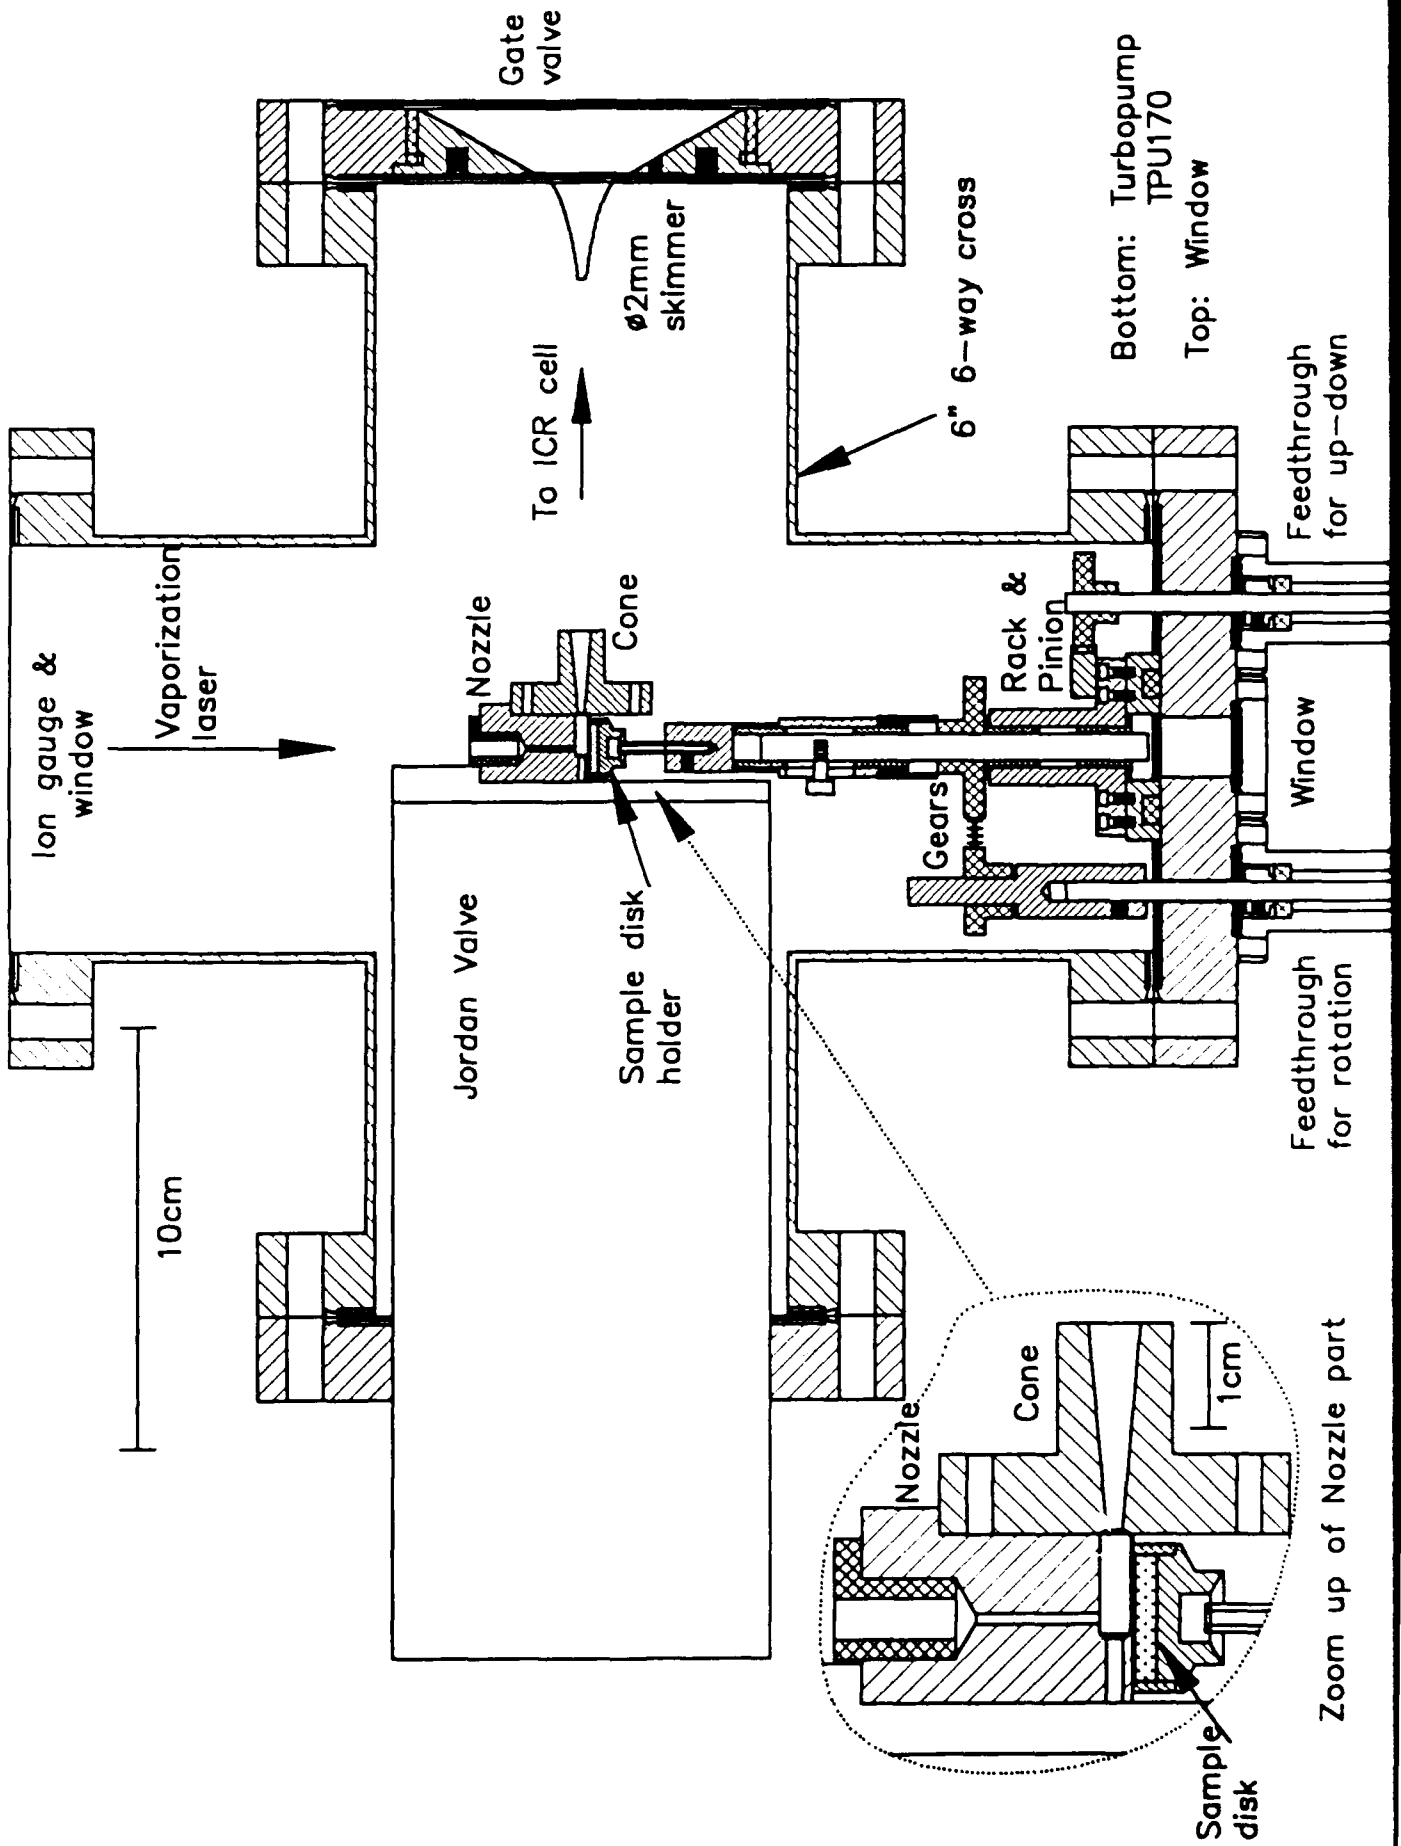 Ion gauge &
window
Vaporization
laser
Gate
valve
Nozzle
Cone
To ICR cell
ø2mm
skimmer
6" 6-way cross
Jordan Valve
Sample disk
holder
10cm
Gears
Rack &
Pinion
Bottom: Turbopump
TPU170
Top: Window
Feedthrough
for up-down
Window
Feedthrough
for rotation
Nozzle
Cone
1cm
Sample
disk
Zoom up of Nozzle part